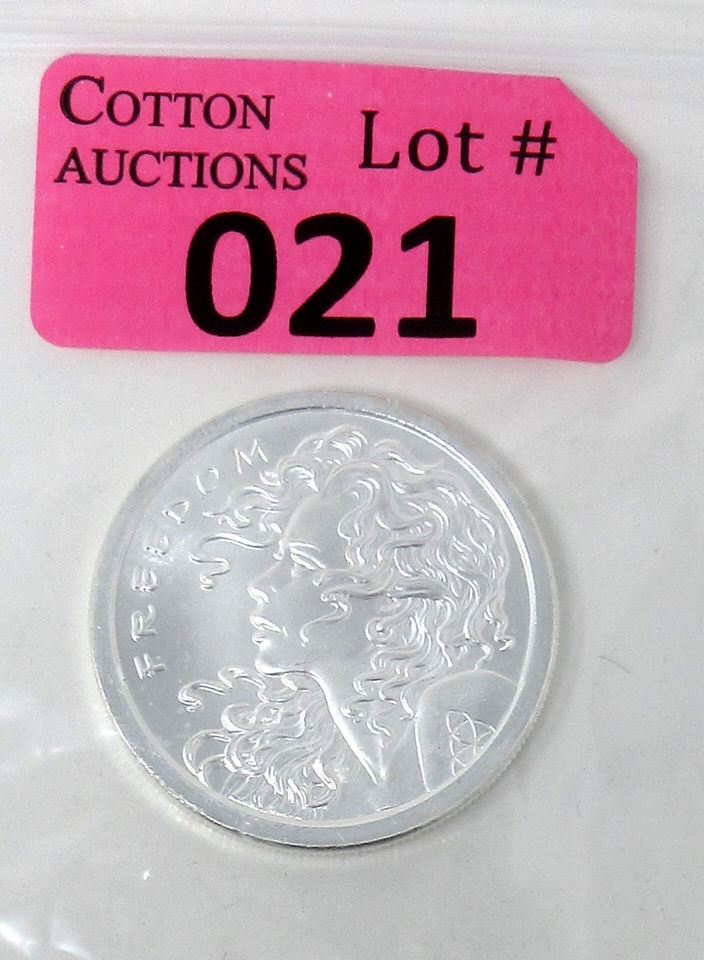 COTTON
AUCTIONS
Lot #
021
FREEDOM